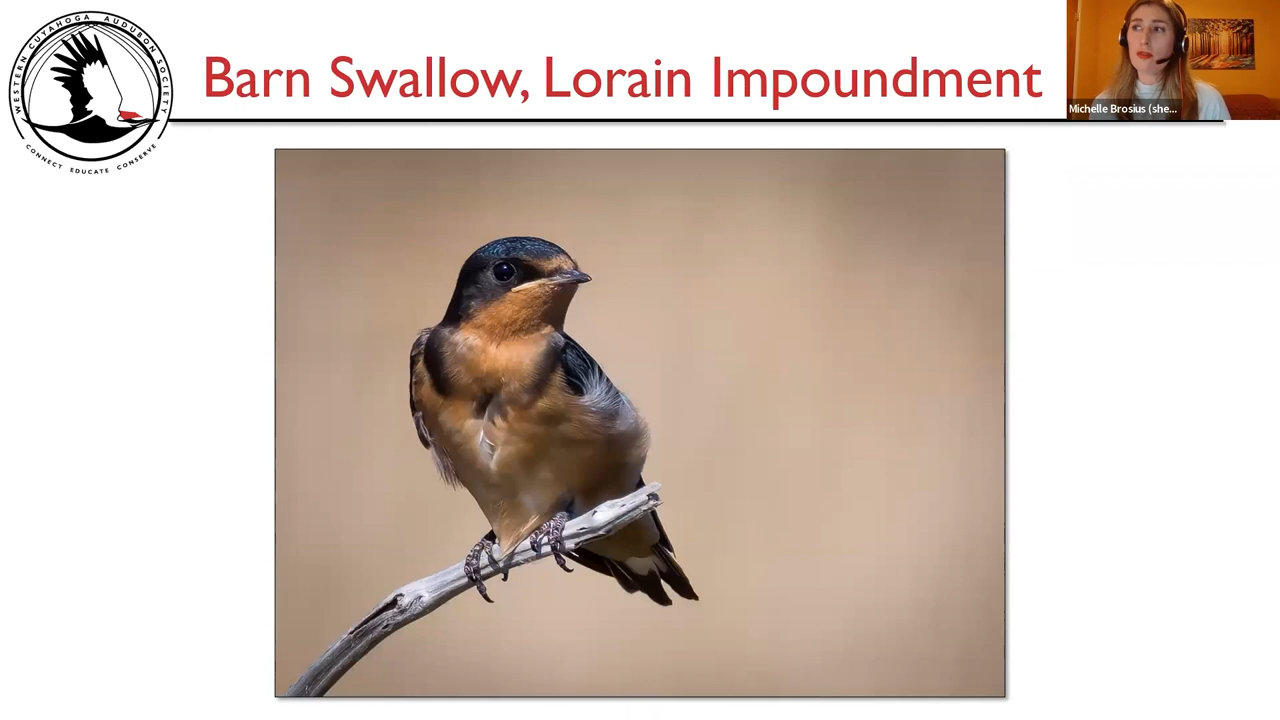 WESTERN CUYAHOGA AUDUBON SOCIETY
CONNECT EDUCATE CONSERVE
Barn Swallow, Lorain Impoundment
Michelle Brosius (she...